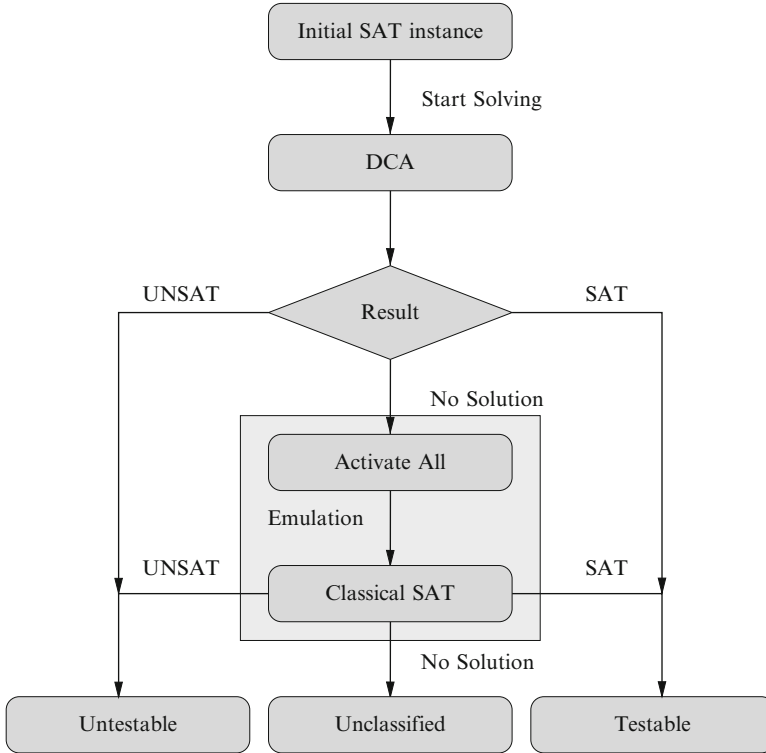 Initial SAT instance
Start Solving
DCA
UNSAT
SAT
Result
No Solution
Activate All
Emulation
UNSAT
SAT
Classical SAT
No Solution
Untestable
Unclassified
Testable